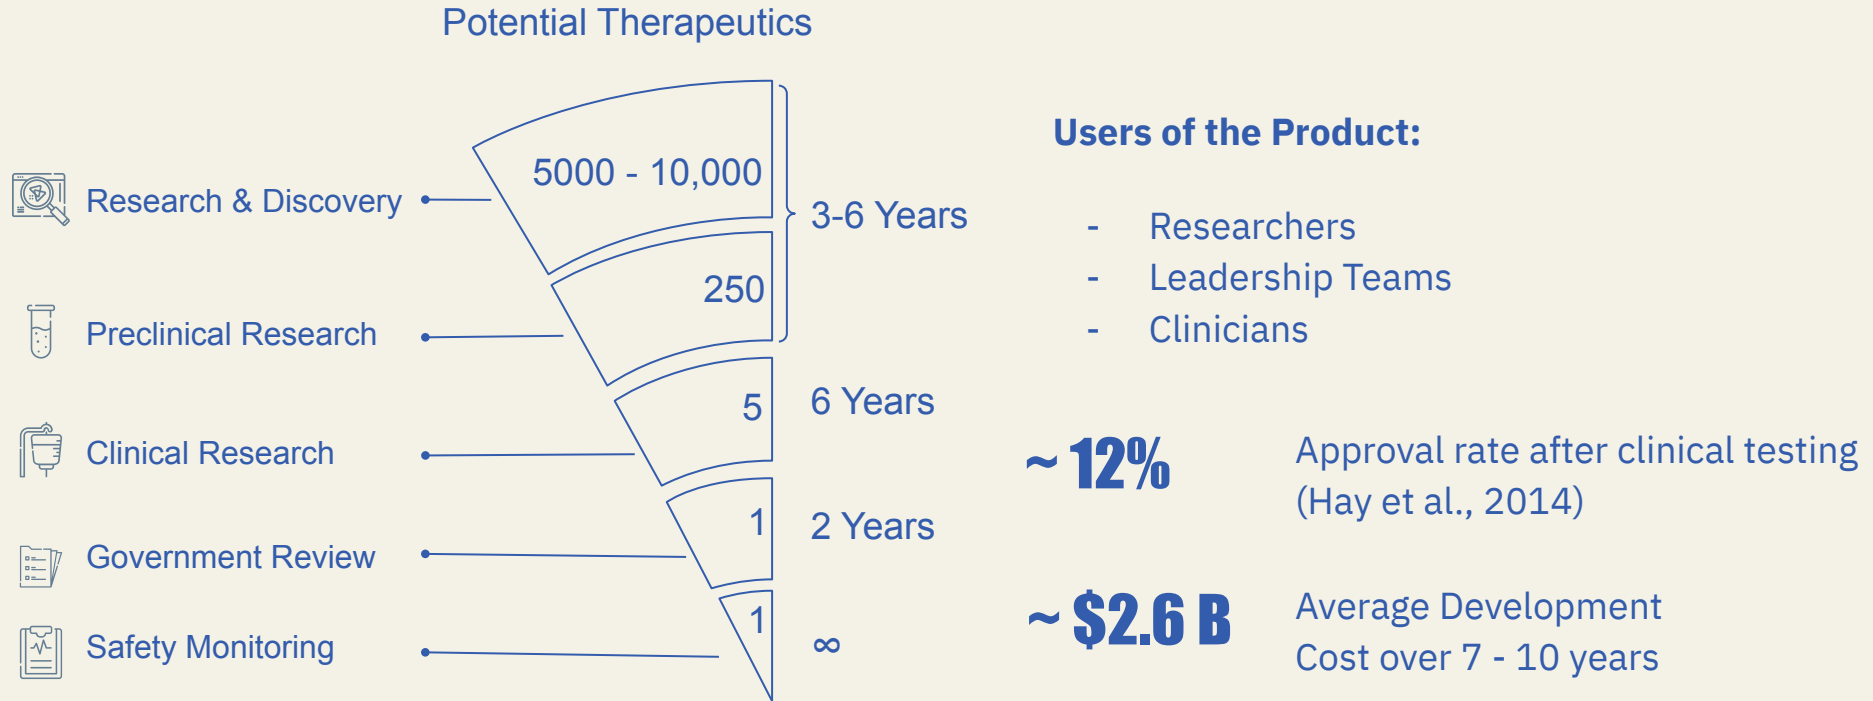 Potential Therapeutics
Research & Discovery
5000 - 10,000
3-6 Years
Preclinical Research
250
Clinical Research
5
6 Years
Government Review
1
2 Years
Safety Monitoring
1
∞
Users of the Product:
- Researchers
- Leadership Teams
- Clinicians
~ 12%
Approval rate after clinical testing
(Hay et al., 2014)
~ $2.6 B
Average Development
Cost over 7 - 10 years